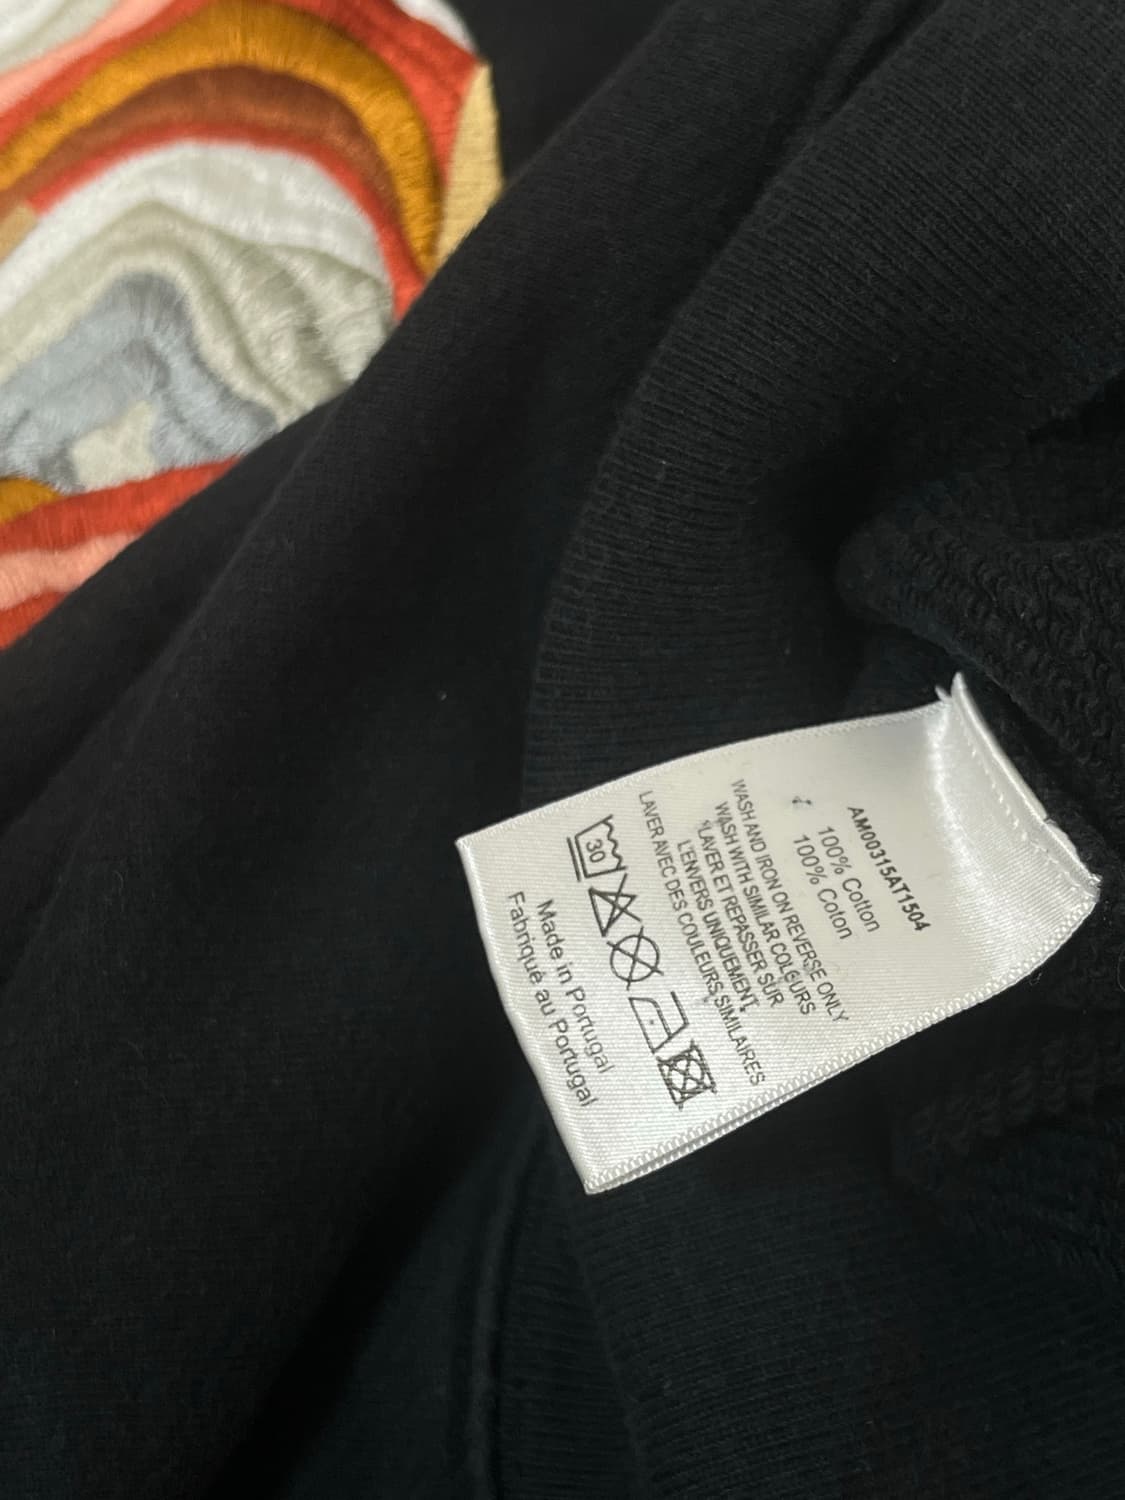 AM00315AT1504
100% Cotton
100% Coton
WASH AND IRON ON REVERSE ONLY
WASH WITH SIMILAR COLOURS
*LAVER ET REPASSER SUR
L'ENVERS UNIQUEMENT
LAVER AVEC DES COULEURS SIMILAIRES
30
Made in Portugal
Fabriqué au Portugal